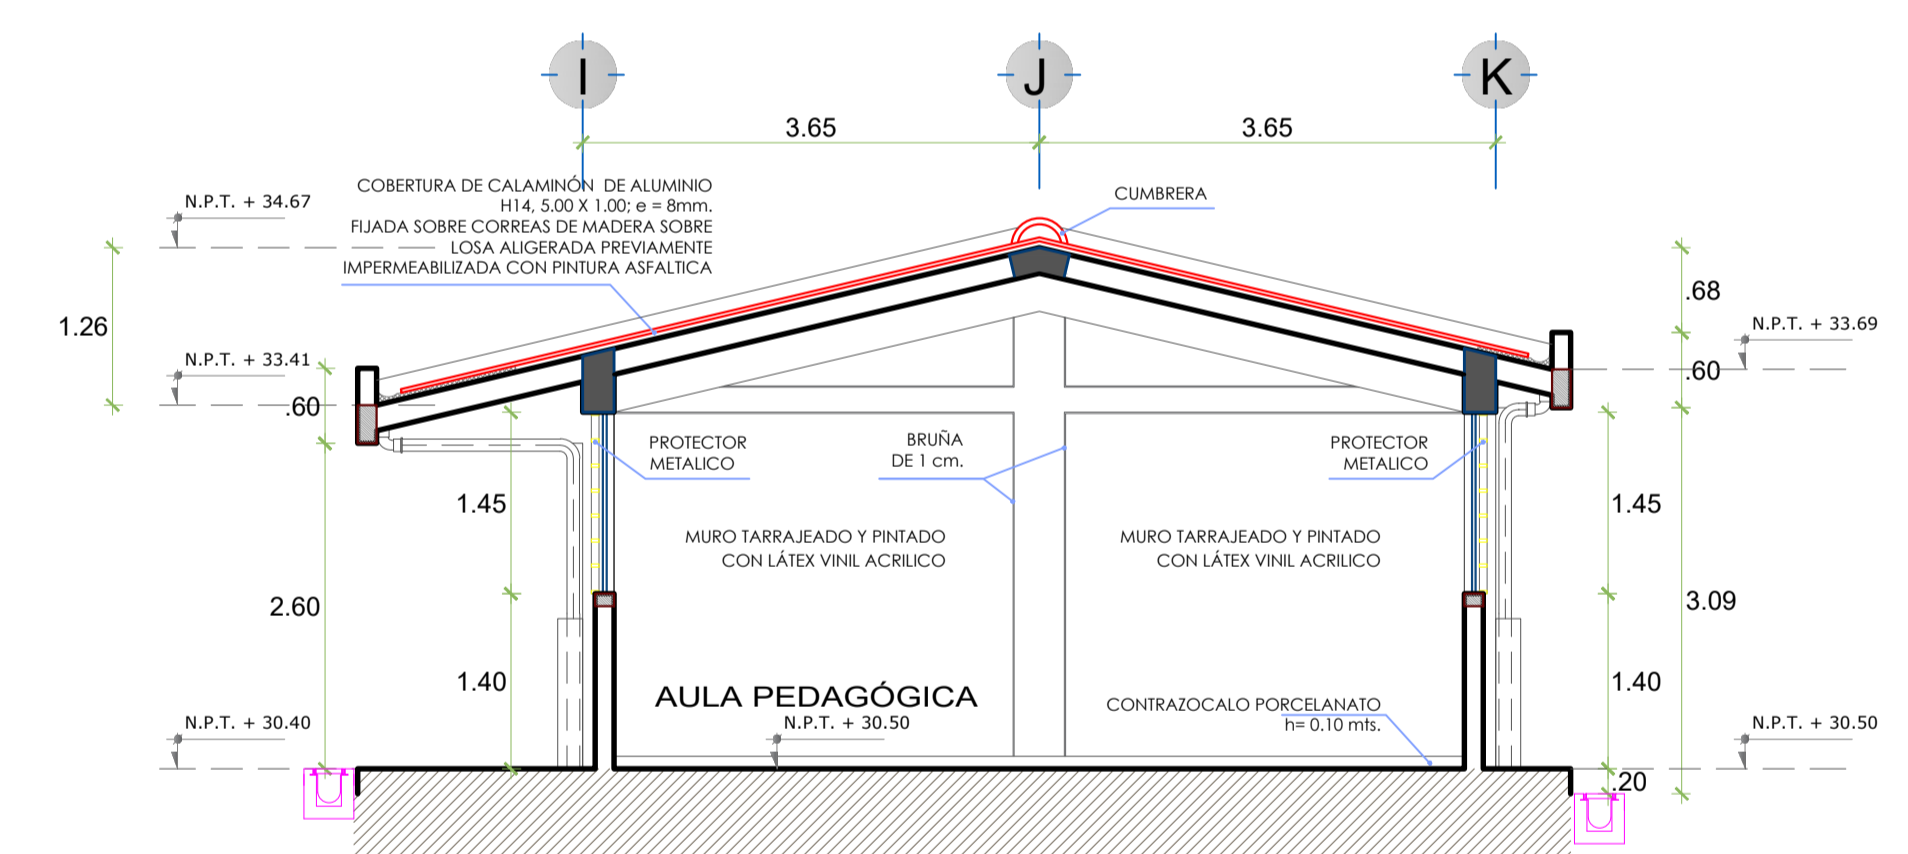 I
J
K
3.65
3.65
COBERTURA DE CALAMINÓN DE ALUMINIO
H14, 5.00 X 1.00; e = 8mm.
FIJADA SOBRE CORREAS DE MADERA SOBRE
LOSA ALIGERADA PREVIAMENTE
IMPERMEABILIZADA CON PINTURA ASFALTICA
CUMBRERA
N.P.T. + 34.67
1.26
N.P.T. + 33.41
.60
.68
N.P.T. + 33.69
.60
PROTECTOR
METALICO
BRUÑA
DE 1 cm.
PROTECTOR
METALICO
1.45
1.45
MURO TARRAJEADO Y PINTADO
CON LÁTEX VINIL ACRILICO
MURO TARRAJEADO Y PINTADO
CON LÁTEX VINIL ACRILICO
2.60
3.09
1.40
1.40
AULA PEDAGÓGICA
N.P.T. + 30.50
CONTRAZOCALO PORCELANATO
h= 0.10 mts.
N.P.T. + 30.40
N.P.T. + 30.50
.20